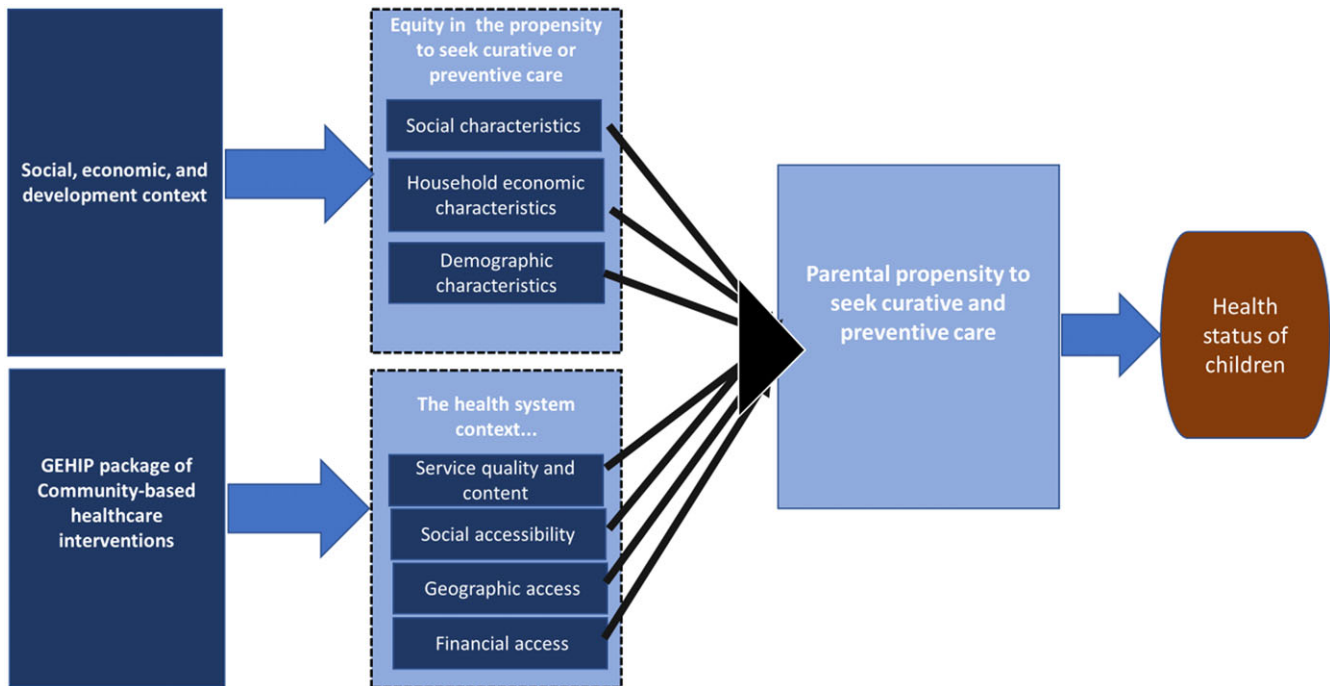 Social, economic, and
development context
Equity in the propensity
to seek curative or
preventive care
Social characteristics
Household economic
characteristics
Demographic
characteristics
GEHIP package of
Community-based
healthcare
interventions
The health system
context...
Service quality and
content
Social accessibility
Geographic access
Financial access
Parental propensity to
seek curative and
preventive care
Health
status of
children